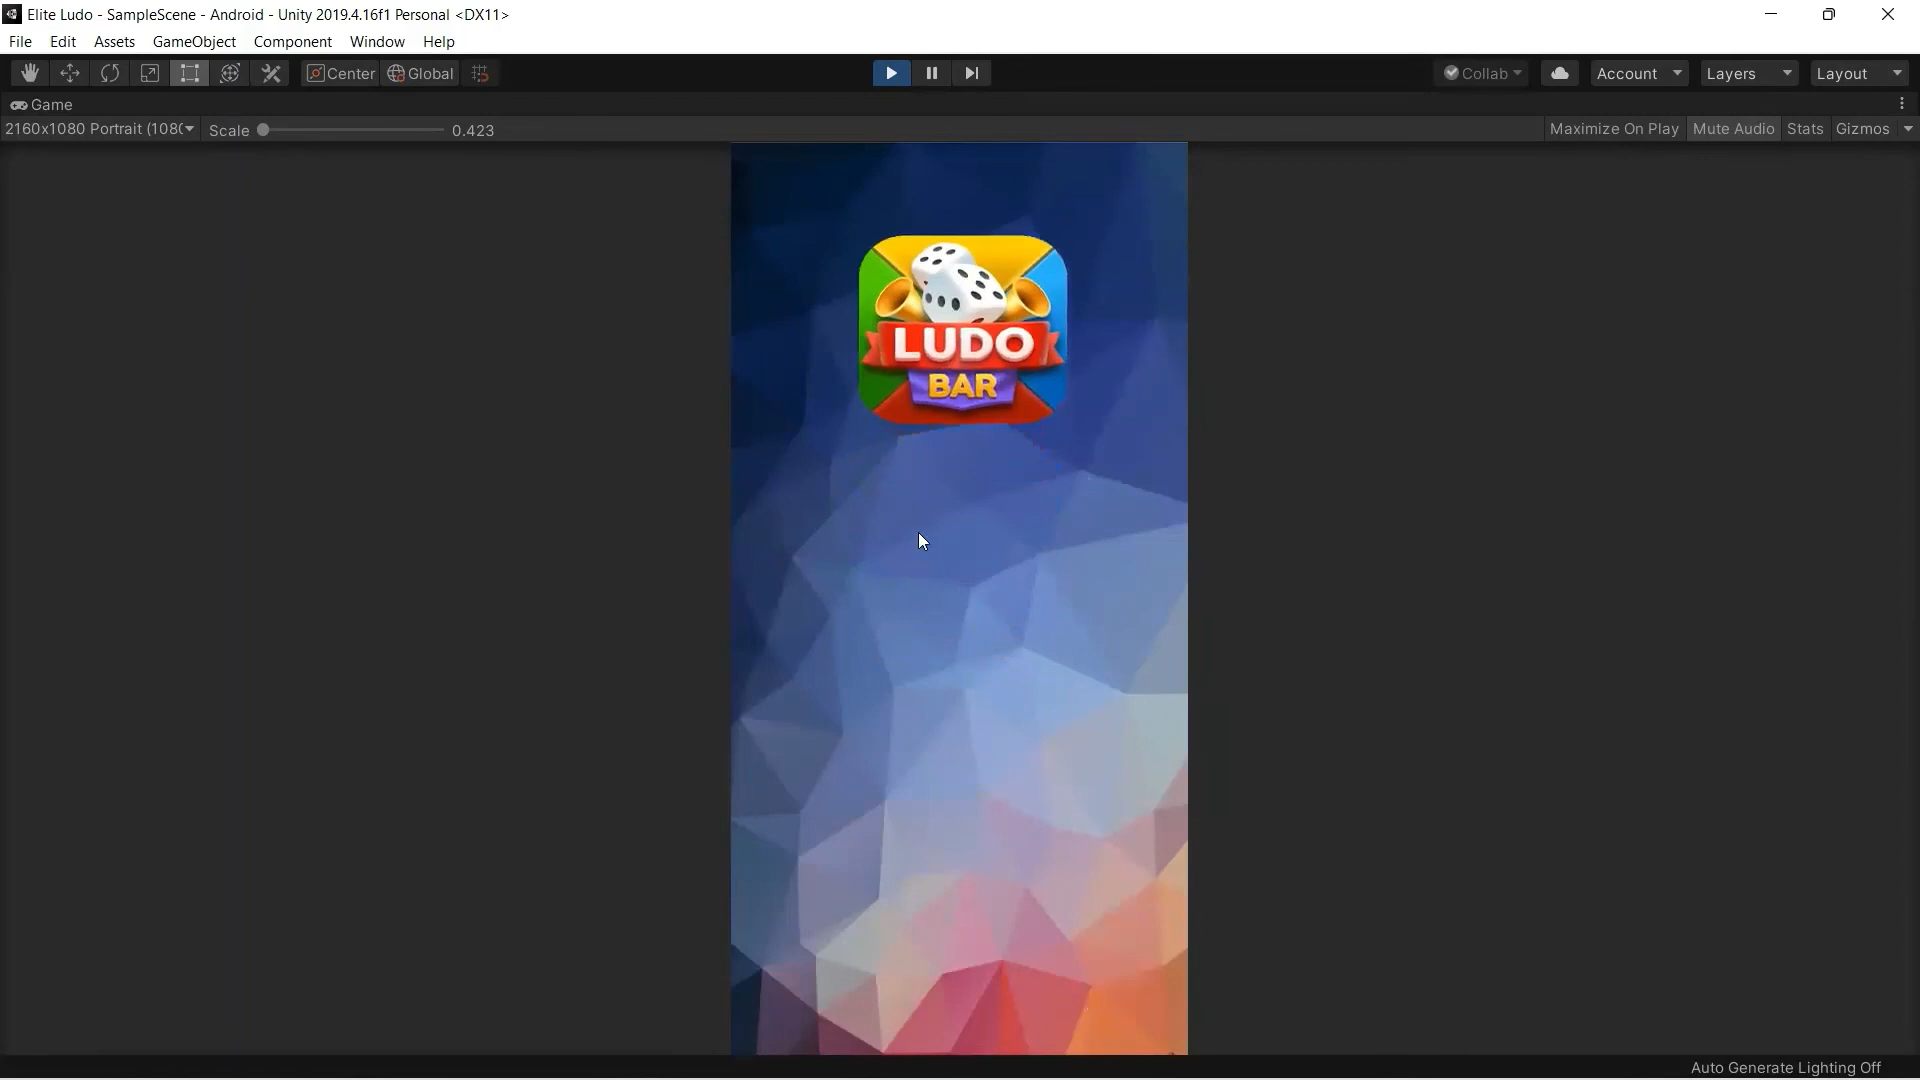 Elite Ludo - SampleScene - Android - Unity 2019.4.16f1 Personal <DX11>
File Edit Assets GameObject Component Window Help
Center Global Collab Account Layers Layout
Game
2160x1080 Portrait (108( Scale 0.423 Maximize On Play Mute Audio Stats Gizmos
LUDO
BAR
Auto Generate Lighting Off